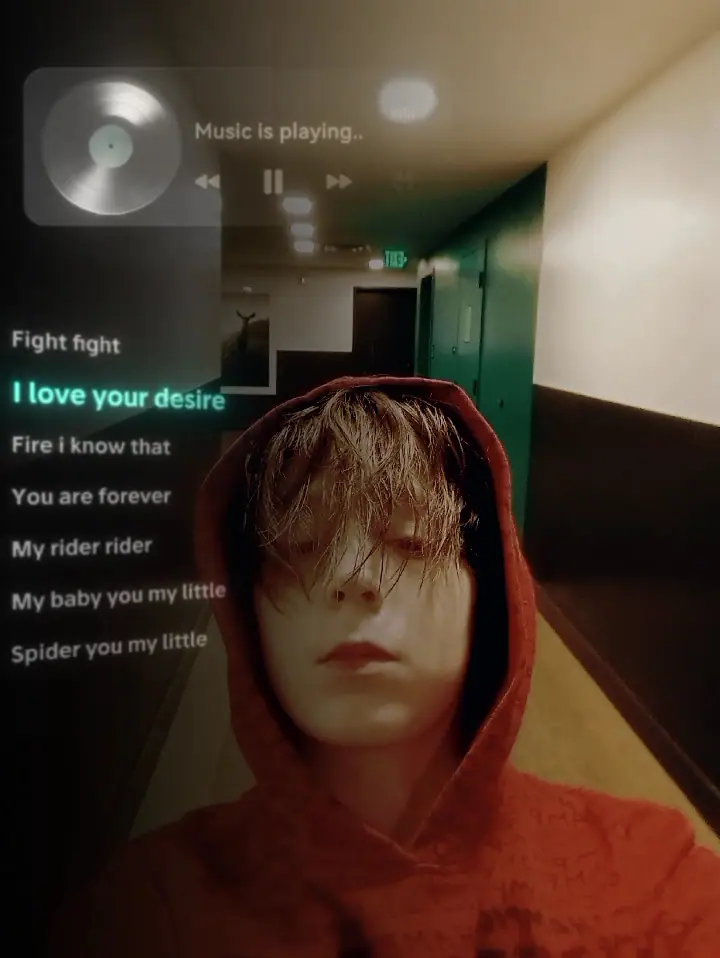 Music is playing..
Fight fight
I love your desire
Fire i know that
You are forever
My rider rider
My baby you my little
Spider you my little